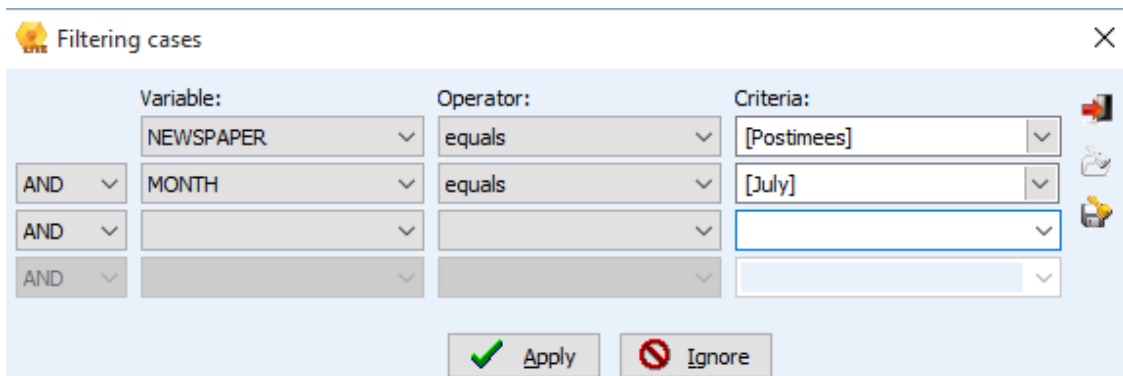 Filtering cases
Variable: Operator: Criteria:
NEWSPAPER equals [Postimees]
AND MONTH equals [July]
AND
AND
Apply Ignore